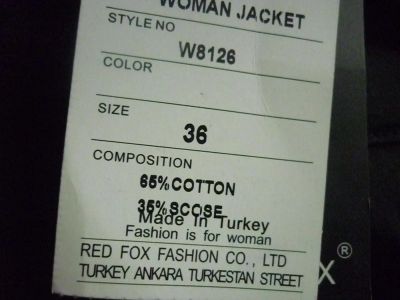 WOMAN JACKET
STYLE NO
W8126
COLOR
SIZE
36
COMPOSITION
65%COTTON
35%SCOSE
Made In Turkey
Fashion is for woman
RED FOX FASHION CO., LTD
TURKEY ANKARA TURKESTAN STREET
X®